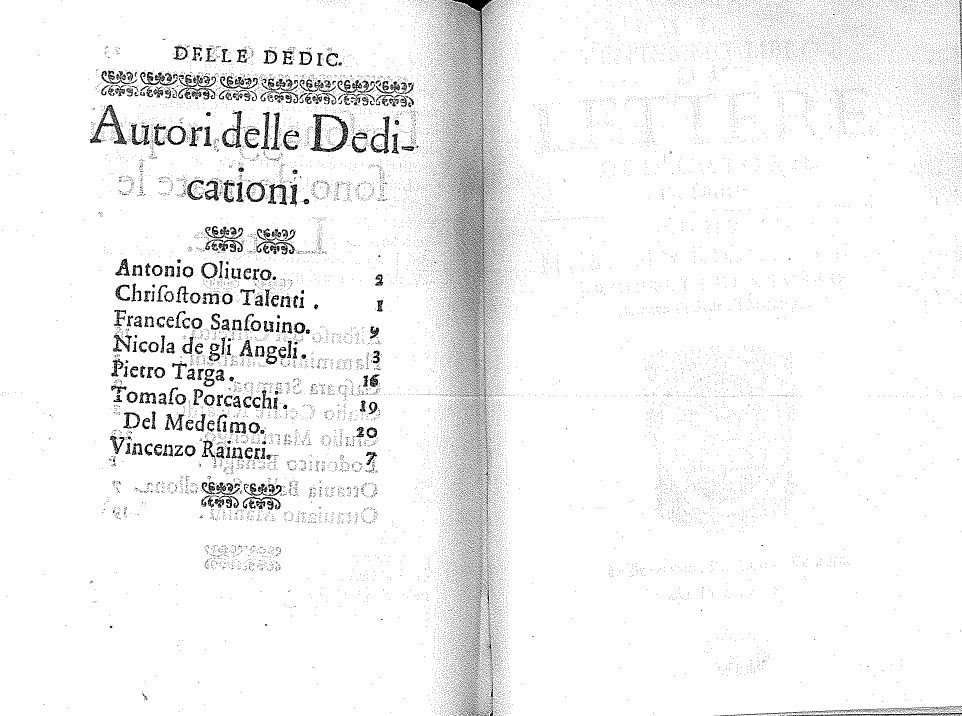 DELLE DEDIC.
Autori delle Dedi-
cationi.
Antonio Oliuero. 2
Chriſoſtomo Talenti . 1
Franceſco Sanſouino. 9
Nicola de gli Angeli. 3
Pietro Targa. 16
Tomaſo Porcacchi . 19
Del Medeſimo. 20
Vincenzo Raineri. 7